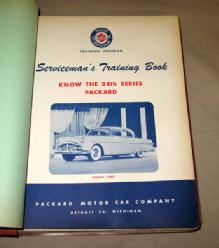 TRAINING PROGRAM
Serviceman's Training Book
KNOW THE 24th SERIES
PACKARD
PACKARD MOTOR CAR COMPANY
DETROIT 32, MICHIGAN